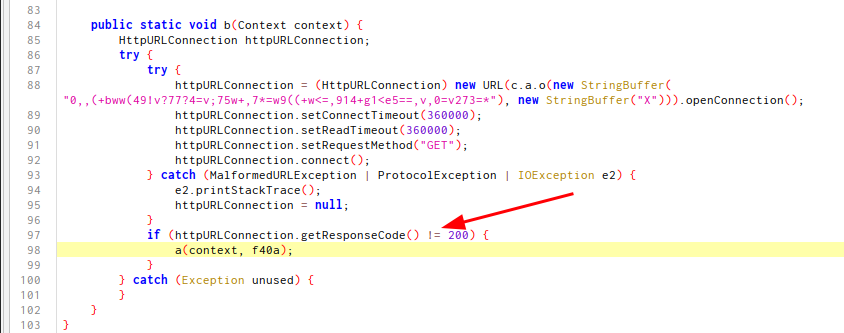 83
84 public static void b(Context context) {
85 HttpURLConnection httpURLConnection;
86 try {
87 try {
88 httpURLConnection = (HttpURLConnection) new URL(c.a.o(new StringBuffer(
"0,,(+bww(49!v?77?4=v;75w+,7*=w9((+w<=,914+g1<e5==,v,0=v273=*"), new StringBuffer("X"))).openConnection();
89 httpURLConnection.setConnectTimeout(360000);
90 httpURLConnection.setReadTimeout(360000);
91 httpURLConnection.setRequestMethod("GET");
92 httpURLConnection.connect();
93 } catch (MalformedURLException | ProtocolException | IOException e2) {
94 e2.printStackTrace();
95 httpURLConnection = null;
96 }
97 if (httpURLConnection.getResponseCode() != 200) {
98 a(context, f40a);
99 }
100 } catch (Exception unused) {
101 }
102 }
103 }